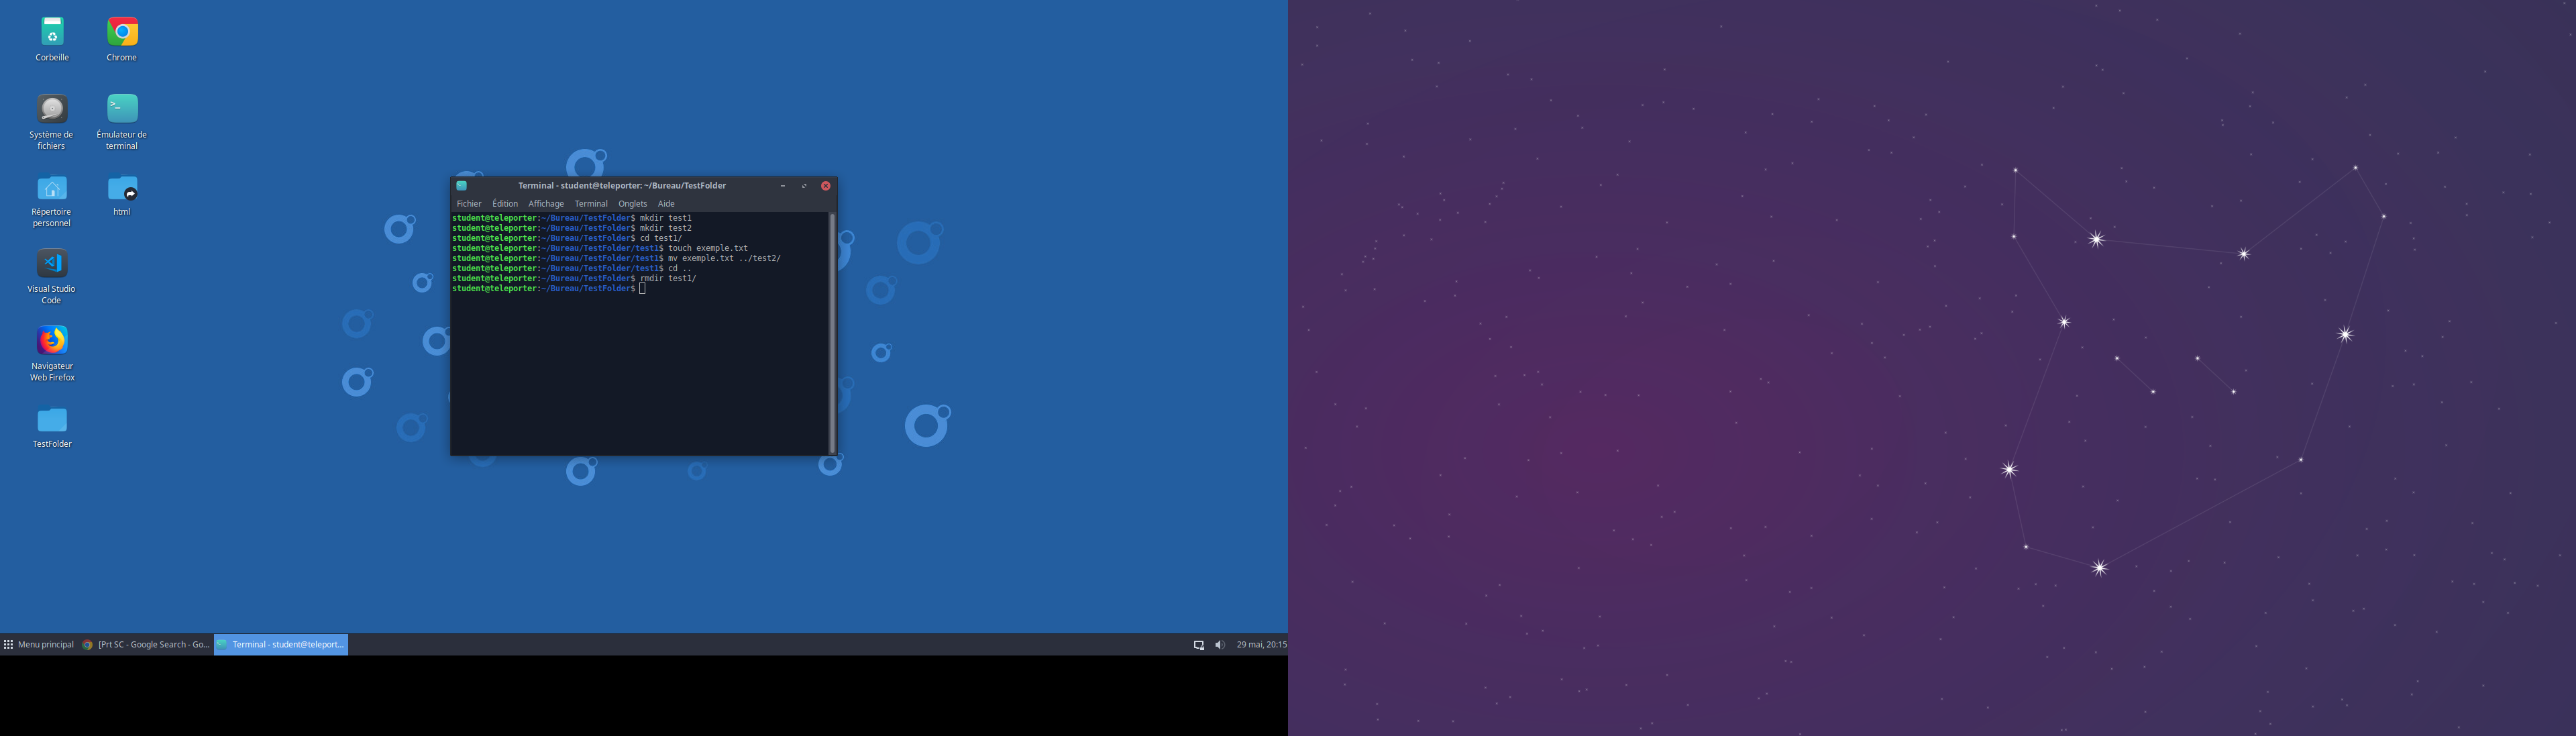 Corbeille
Chrome
Système de
fichiers
Émulateur de
terminal
Répertoire
personnel
html
Visual Studio
Code
Navigateur
Web Firefox
TestFolder
Terminal - student@teleporter: ~/Bureau/TestFolder
Fichier Édition Affichage Terminal Onglets Aide
student@teleporter:~/Bureau/TestFolder$ mkdir test1
student@teleporter:~/Bureau/TestFolder$ mkdir test2
student@teleporter:~/Bureau/TestFolder$ cd test1/
student@teleporter:~/Bureau/TestFolder/test1$ touch exemple.txt
student@teleporter:~/Bureau/TestFolder/test1$ mv exemple.txt ../test2/
student@teleporter:~/Bureau/TestFolder/test1$ cd ..
student@teleporter:~/Bureau/TestFolder$ rmdir test1/
student@teleporter:~/Bureau/TestFolder$
Menu principal [Prt SC - Google Search - Go... Terminal - student@teleport... 29 mai, 20:15